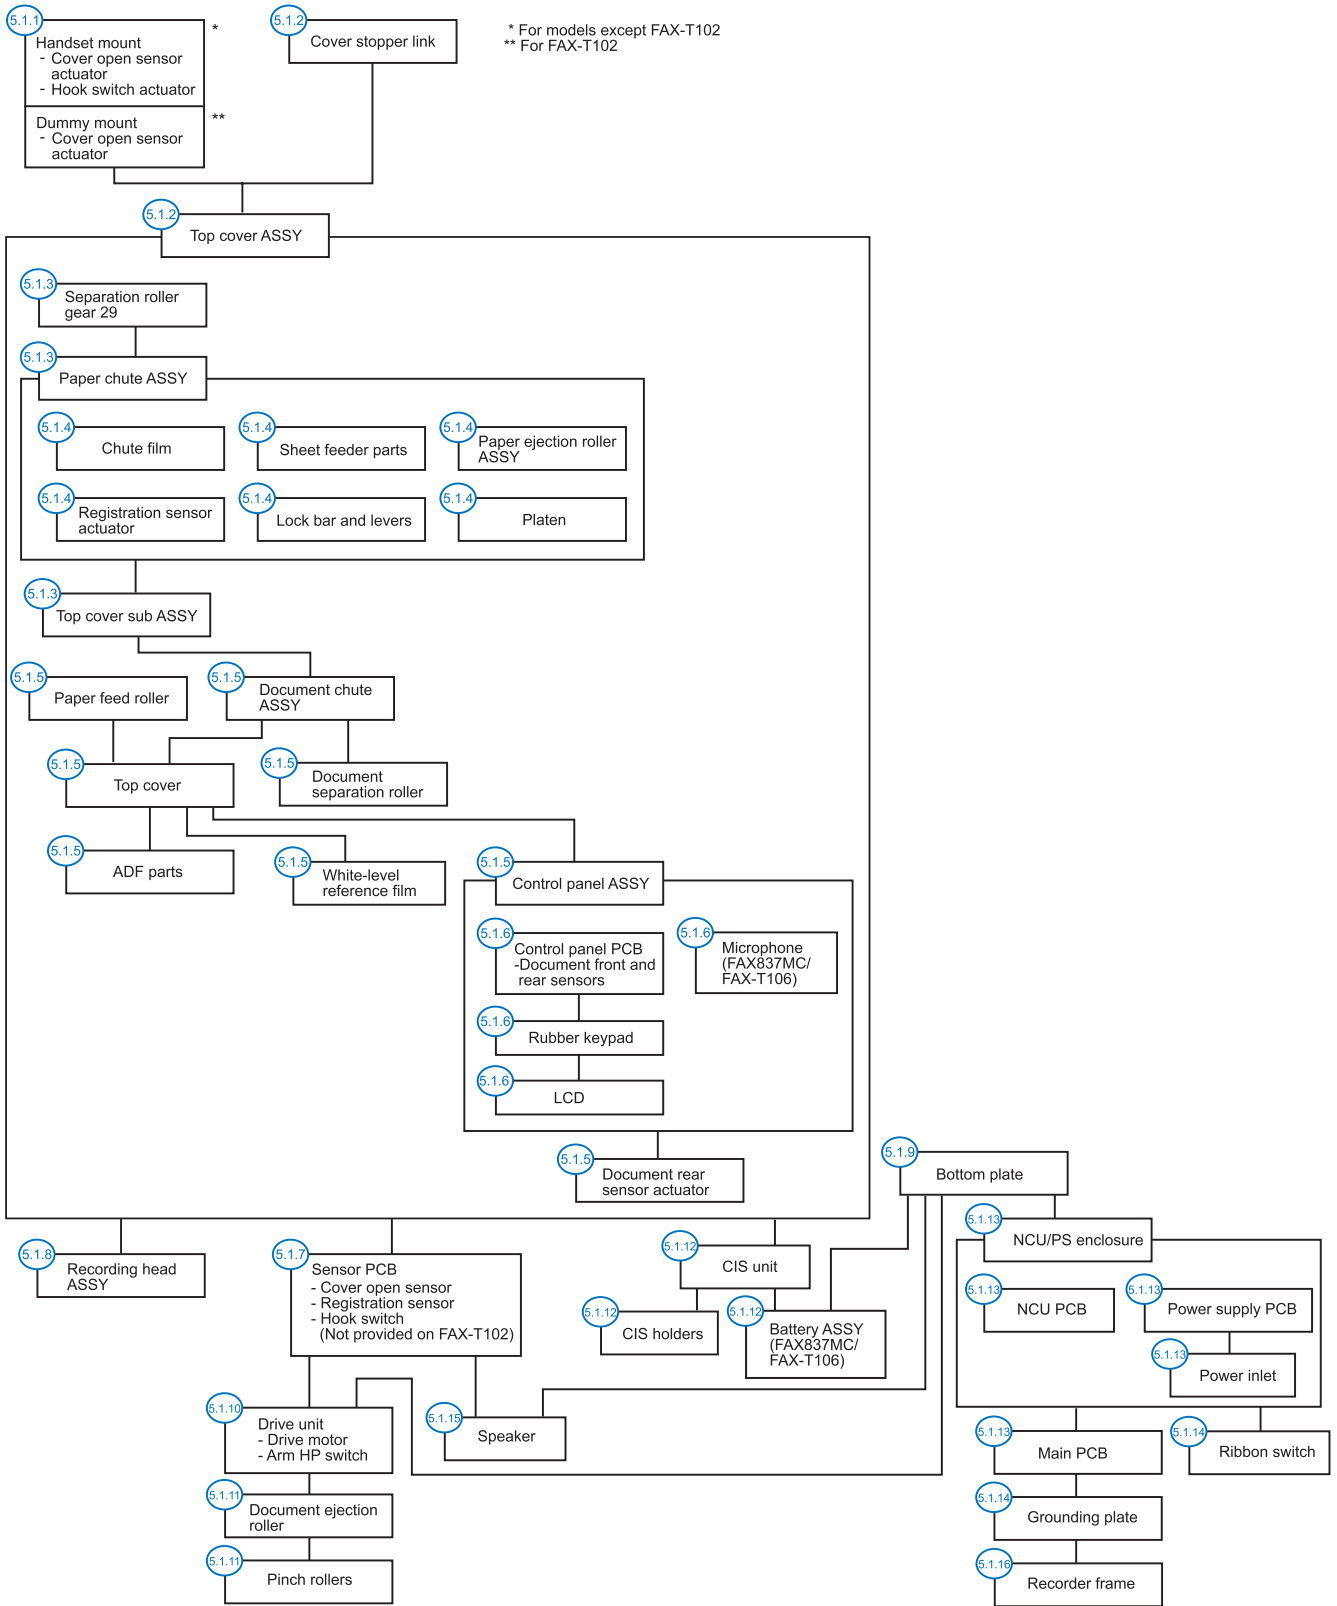 5.1.1
Handset mount
- Cover open sensor
actuator
- Hook switch actuator
*
Dummy mount
- Cover open sensor
actuator
**
5.1.2
Cover stopper link
* For models except FAX-T102
** For FAX-T102
5.1.2
Top cover ASSY
5.1.3
Separation roller
gear 29
5.1.3
Paper chute ASSY
5.1.4
Chute film
5.1.4
Sheet feeder parts
5.1.4
Paper ejection roller
ASSY
5.1.4
Registration sensor
actuator
5.1.4
Lock bar and levers
5.1.4
Platen
5.1.3
Top cover sub ASSY
5.1.5
Paper feed roller
5.1.5
Document chute
ASSY
5.1.5
Top cover
5.1.5
Document
separation roller
5.1.5
ADF parts
5.1.5
White-level
reference film
5.1.5
Control panel ASSY
5.1.6
Control panel PCB
-Document front and
rear sensors
5.1.6
Microphone
(FAX837MC/
FAX-T106)
5.1.6
Rubber keypad
5.1.6
LCD
5.1.5
Document rear
sensor actuator
5.1.9
Bottom plate
5.1.8
Recording head
ASSY
5.1.7
Sensor PCB
- Cover open sensor
- Registration sensor
- Hook switch
(Not provided on FAX-T102)
5.1.12
CIS unit
5.1.12
CIS holders
5.1.12
Battery ASSY
(FAX837MC/
FAX-T106)
5.1.13
NCU/PS enclosure
5.1.13
NCU PCB
5.1.13
Power supply PCB
5.1.13
Power inlet
5.1.10
Drive unit
- Drive motor
- Arm HP switch
5.1.15
Speaker
5.1.13
Main PCB
5.1.14
Ribbon switch
5.1.11
Document ejection
roller
5.1.14
Grounding plate
5.1.11
Pinch rollers
5.1.16
Recorder frame